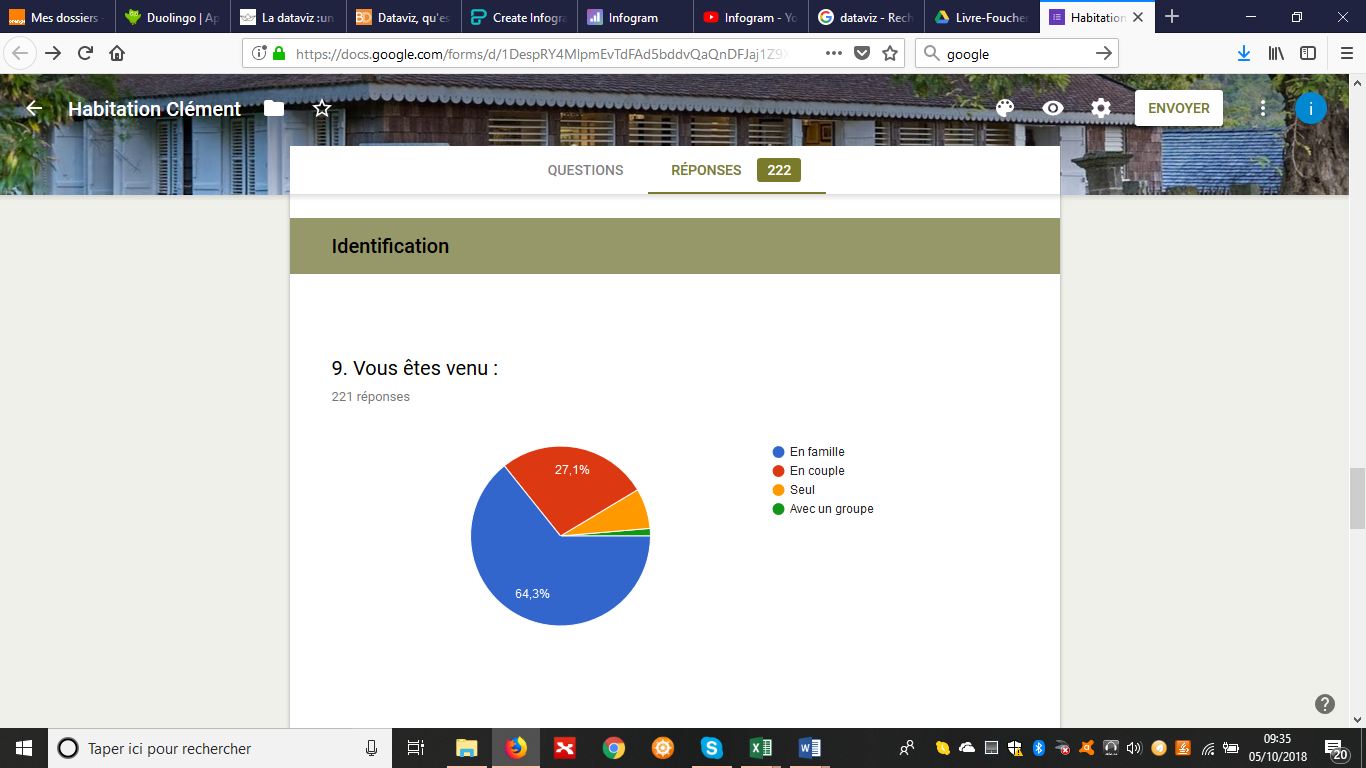 Mes dossiers
Duolingo | Ap
La dataviz : un
Dataviz, qu'es
Create Infogra
Infogram
Infogram - Yo
dataviz - Rech
Livre-Foucher
Habitation
https://docs.google.com/forms/d/1DespRY4MlpmEvTdFAd5bddvQaQnDFJaj1Z9X
google
Habitation Clément
ENVOYER
i
QUESTIONS
RÉPONSES 222
Identification
9. Vous êtes venu :
221 réponses
27,1%
64,3%
En famille
En couple
Seul
Avec un groupe
Taper ici pour rechercher
09:35
05/10/2018
20